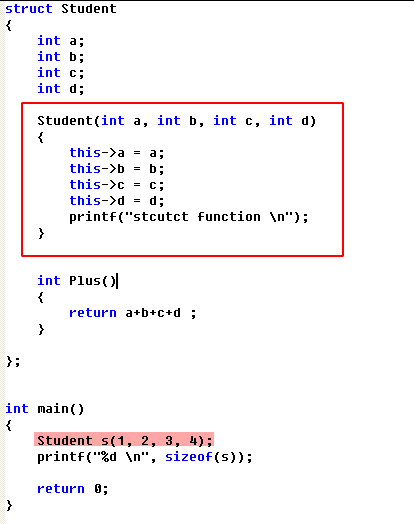 struct Student
{
    int a;
    int b;
    int c;
    int d;
    Student(int a, int b, int c, int d)
    {
        this->a = a;
        this->b = b;
        this->c = c;
        this->d = d;
        printf("stcutct function \n");
    }
    int Plus()
    {
        return a+b+c+d ;
    }
};
int main()
{
    Student s(1, 2, 3, 4);
    printf("%d \n", sizeof(s));
    return 0;
}